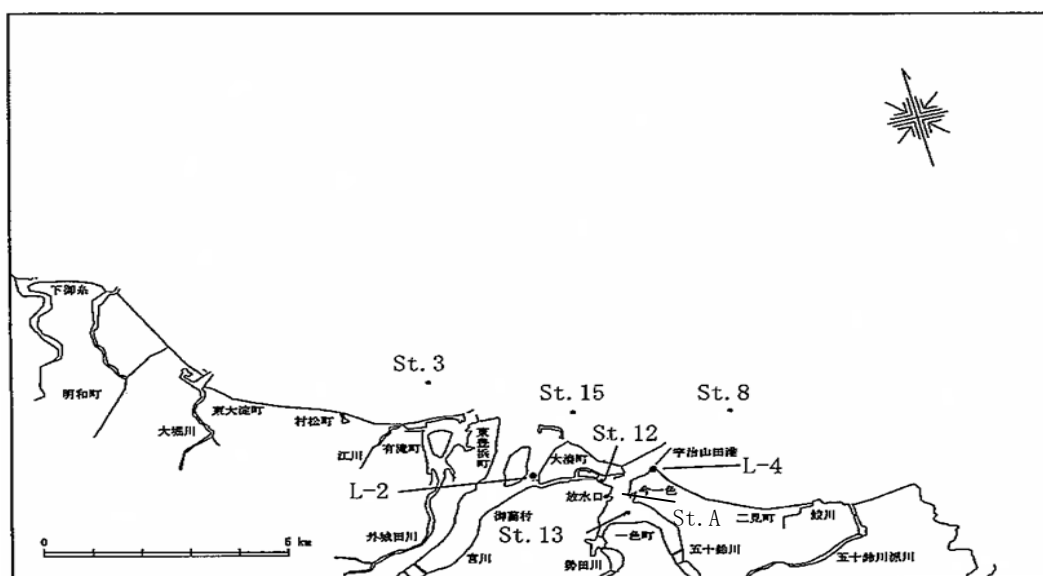 下御糸
明和町
大堀川
東大淀町
村松町
江川
有滝町
東豊浜町
外城田川
St. 3
St. 15
St. 8
St. 12
大湊町
宇治山田港
L-4
L-2
放水口
今一色
St. A
御薗村
St. 13
一色町
二見町
鮫川
宮川
勢田川
五十鈴川
五十鈴川派川
0
6 km